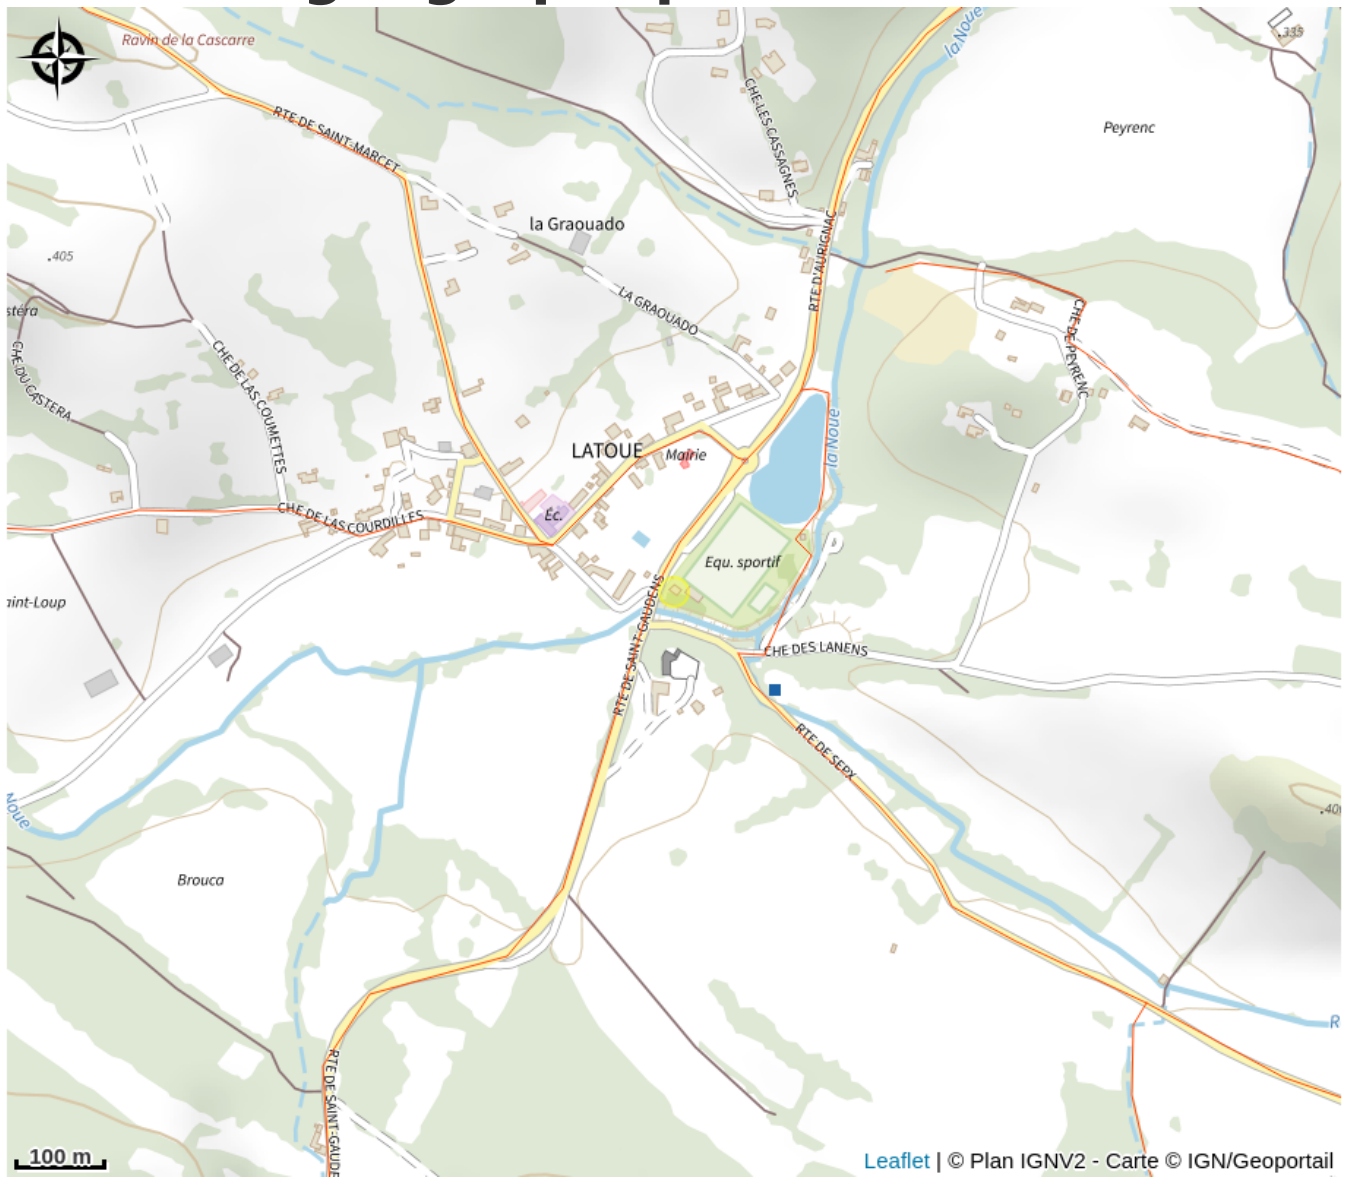 Ravin de la Cascarre
la Noue
.335
RTE DE SAINT-MARCET
CHE LES CASSAGNES
Peyrenc
la Graouado
.405
RTE D'AURIGNAC
LA GRAOUADO
stéra
CHE DU CASTERA
CHE DE LAS COUMETTES
CHE DE PEYRENC
LATOUE
Mairie
la Noue
Éc.
CHE DE LAS COURDILLES
Equ. sportif
aint-Loup
RTE DE SAINT-GAUDENS
CHE DES LANENS
RTE DE SEPX
Noue
.40
Brouca
R
RTE DE SAINT-GAUDE
100 m
Leaflet | © Plan IGNV2 - Carte © IGN/Geoportail